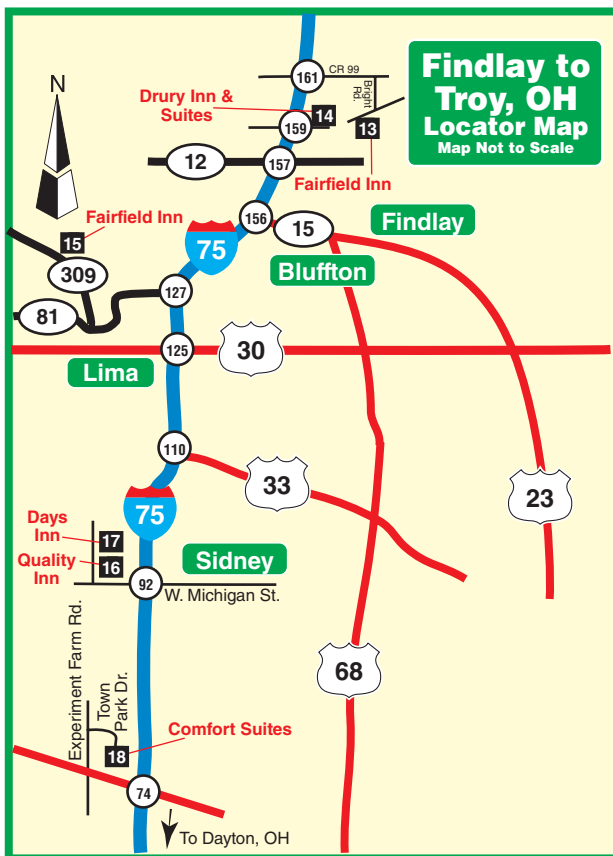 Findlay to
Troy, OH
Locator Map
Map Not to Scale
N
161
CR 99
Bright
Rd.
Drury Inn &
Suites
14
13
159
12
157
Fairfield Inn
156
15
Findlay
Fairfield Inn
15
75
Bluffton
309
127
81
125
30
Lima
110
33
23
75
Days
Inn
17
Quality
Inn
16
Sidney
92
W. Michigan St.
68
Experiment Farm Rd.
Town
Park Dr.
Comfort Suites
18
74
To Dayton, OH